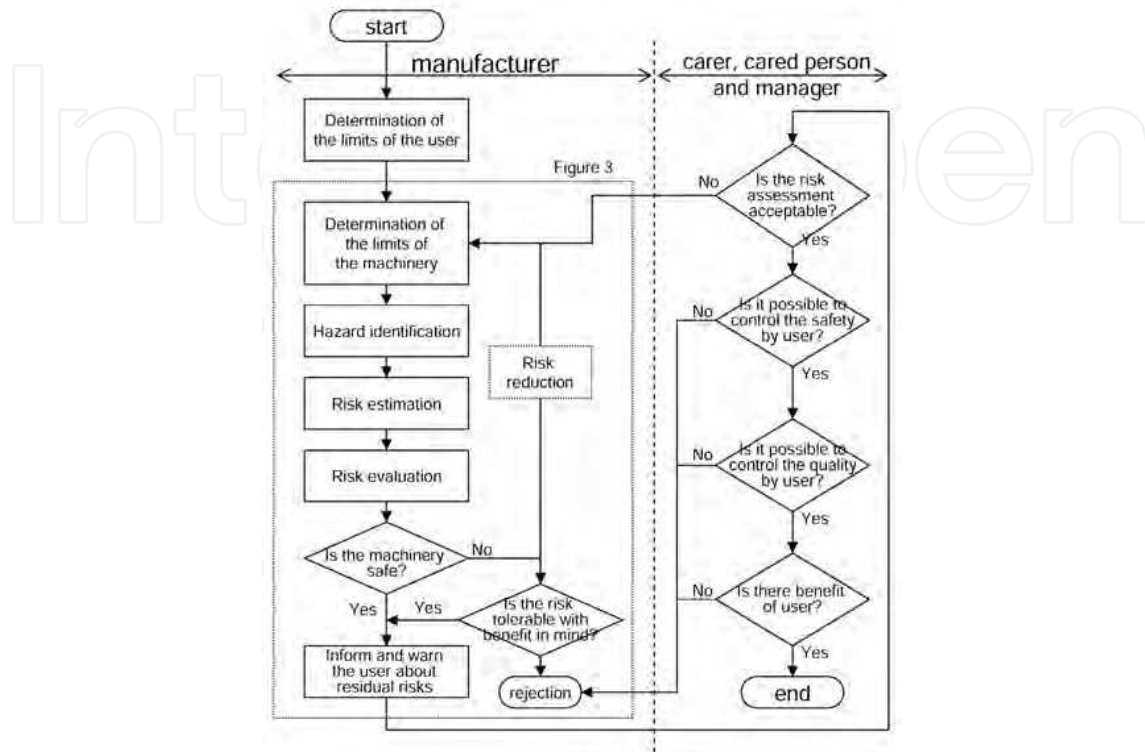 start
manufacturer
carer, cared person
and manager
Determination of
the limits of the user
Figure 3
Determination of
the limits of
the machinery
Hazard identification
Risk
reduction
Risk estimation
Risk evaluation
Is the machinery
safe?
No
Yes
Yes
Is the risk
tolerable with
benefit in mind?
Inform and warn
the user about
residual risks
rejection
No
Is the risk
assessment
acceptable?
Yes
No
Is it possible to
control the safety
by user?
Yes
No
Is it possible to
control the quality
by user?
Yes
No
Is there benefit
of user?
Yes
end